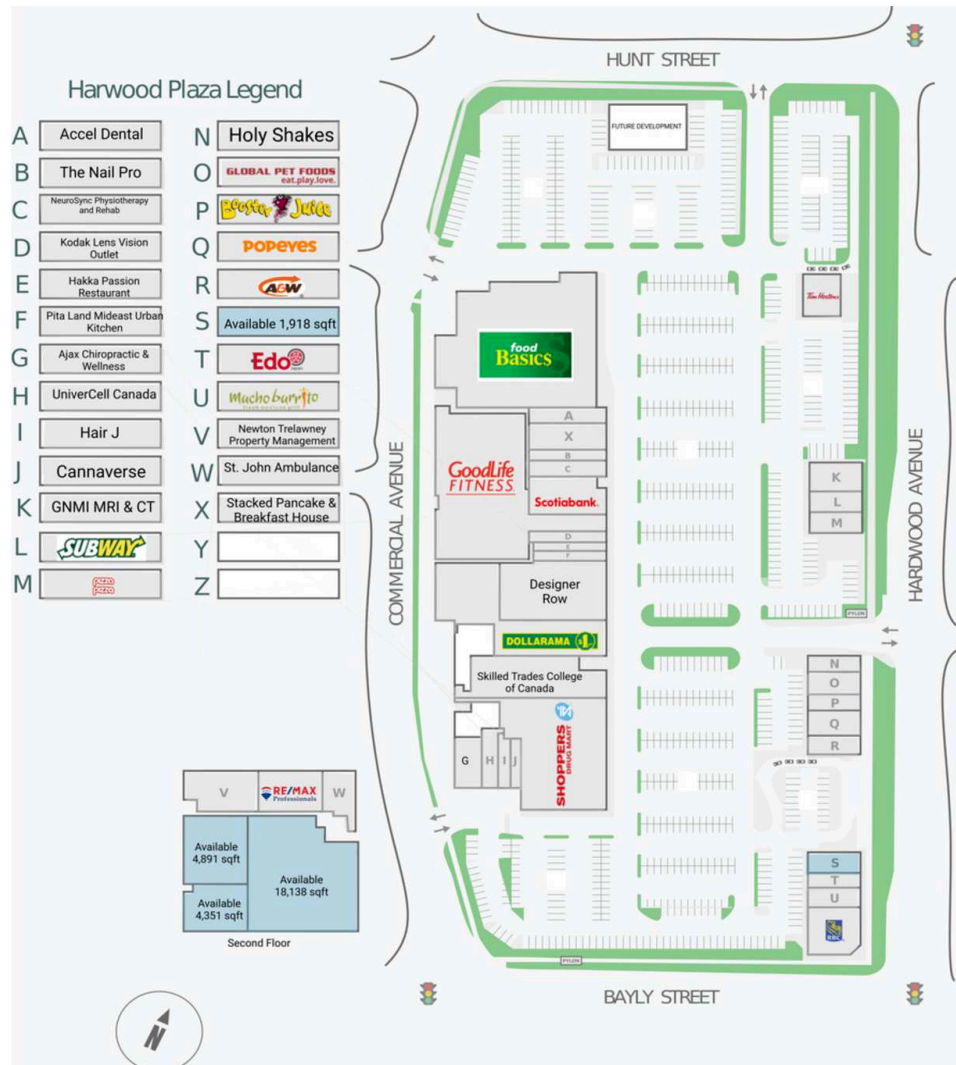 HUNT STREET
Harwood Plaza Legend
A Accel Dental
B The Nail Pro
C NeuroSync Physiotherapy
and Rehab
D Kodak Lens Vision
Outlet
E Hakka Passion
Restaurant
F Pita Land Mideast Urban
Kitchen
G Ajax Chiropractic &
Wellness
H UniverCell Canada
I Hair J
J Cannaverse
K GNMI MRI & CT
L SUBWAY
M pizza
pizza
N Holy Shakes
O GLOBAL PET FOODS
eat.play.love.
P Booster Juice
Q POPEYES
R A&W
S Available 1,918 sqft
T Edo
U Mucho burrito
fresh mexican grill
V Newton Trelawney
Property Management
W St. John Ambulance
X Stacked Pancake &
Breakfast House
Y
Z
FUTURE DEVELOPMENT
Tim Hortons
food
Basics
A
X
B
C
GoodLife
FITNESS
Scotiabank
D
E
F
Designer
Row
DOLLARAMA $1
Skilled Trades College
of Canada
SHOPPERS
DRUG MART
G
H
I
J
K
L
M
PYLON
N
O
P
Q
R
S
T
U
RBC
PYLON
COMMERCIAL AVENUE
HARDWOOD AVENUE
V
RE/MAX
Professionals
W
Available
4,891 sqft
Available
4,351 sqft
Available
18,138 sqft
Second Floor
BAYLY STREET
N